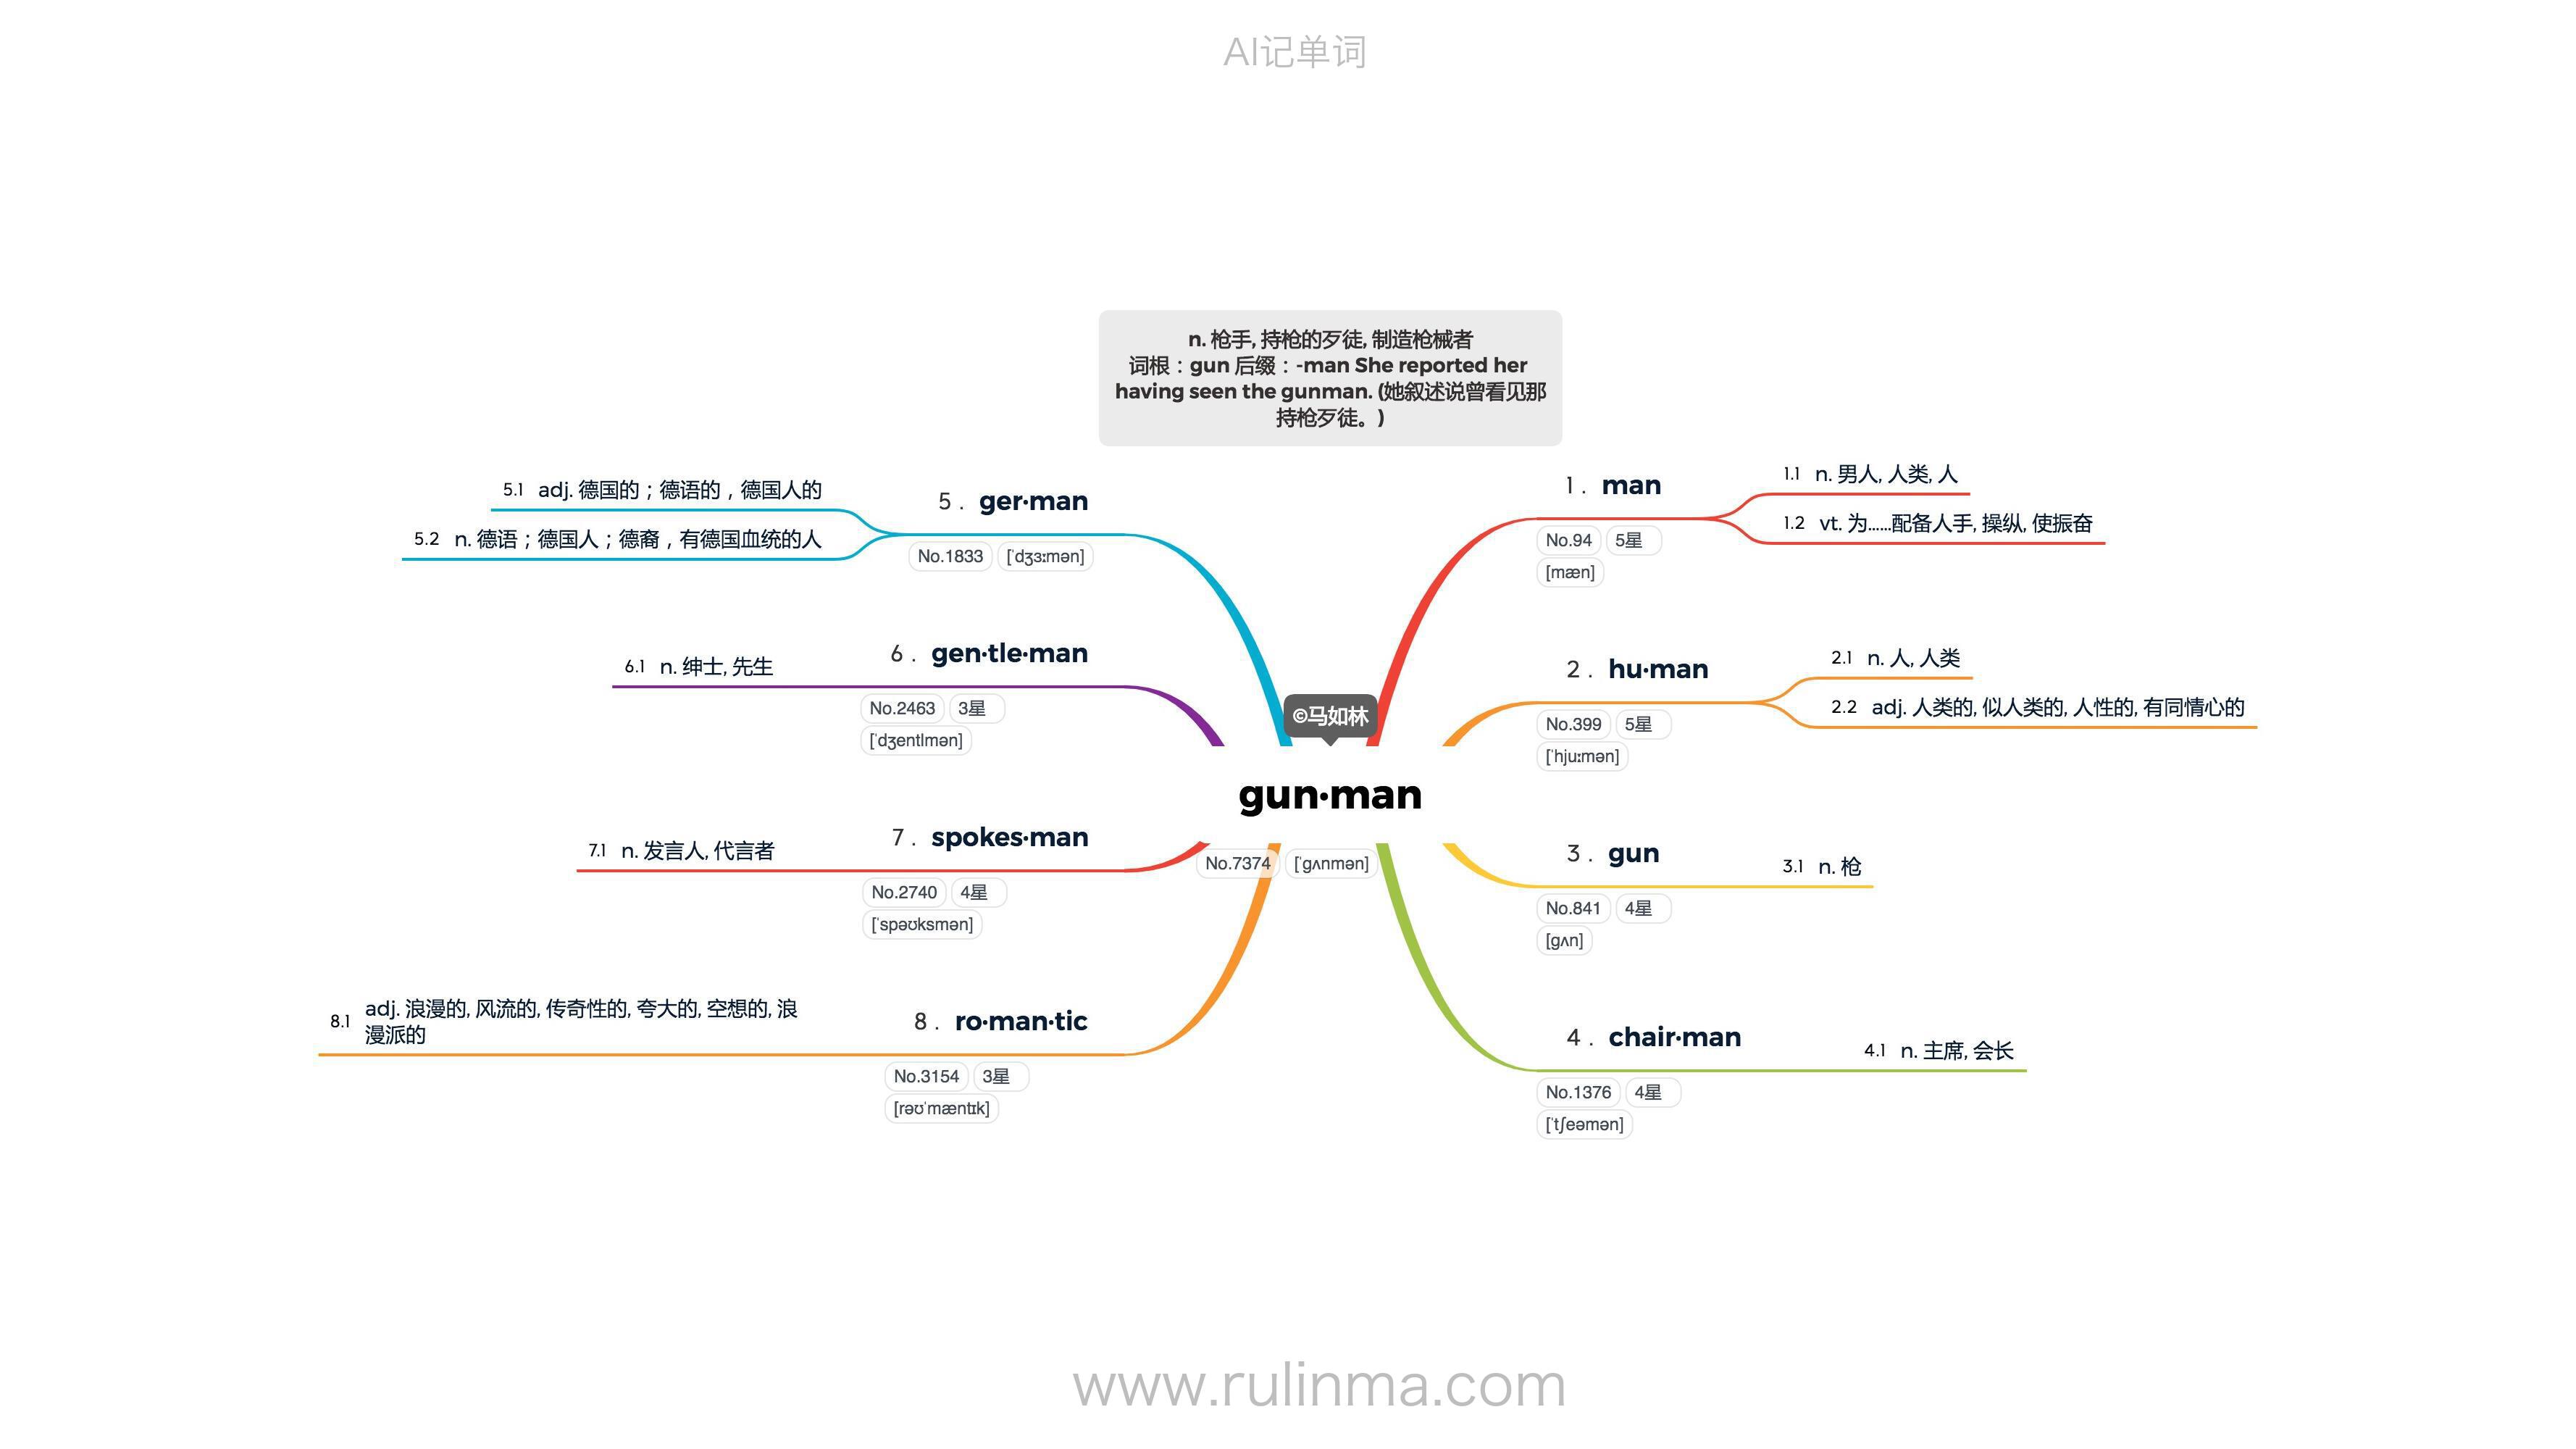 AI记单词
n. 枪手, 持枪的歹徒, 制造枪械者
词根：gun 后缀：-man She reported her
having seen the gunman. (她叙述说曾看见那
持枪歹徒。)
©马如林
gun·man
No.7374 [ˈɡʌnmən]
1. man
No.94 5星
[mæn]
1.1 n. 男人, 人类, 人
1.2 vt. 为……配备人手, 操纵, 使振奋
2. hu·man
No.399 5星
[ˈhjuːmən]
2.1 n. 人, 人类
2.2 adj. 人类的, 似人类的, 人性的, 有同情心的
3. gun
No.841 4星
[ɡʌn]
3.1 n. 枪
4. chair·man
No.1376 4星
[ˈtʃeəmən]
4.1 n. 主席, 会长
5. ger·man
No.1833 [ˈdʒɜːmən]
5.1 adj. 德国的；德语的，德国人的
5.2 n. 德语；德国人；德裔，有德国血统的人
6. gen·tle·man
No.2463 3星
[ˈdʒentlmən]
6.1 n. 绅士, 先生
7. spokes·man
No.2740 4星
[ˈspəʊksmən]
7.1 n. 发言人, 代言者
8. ro·man·tic
No.3154 3星
[rəʊˈmæntɪk]
8.1 adj. 浪漫的, 风流的, 传奇性的, 夸大的, 空想的, 浪
漫派的
www.rulinma.com